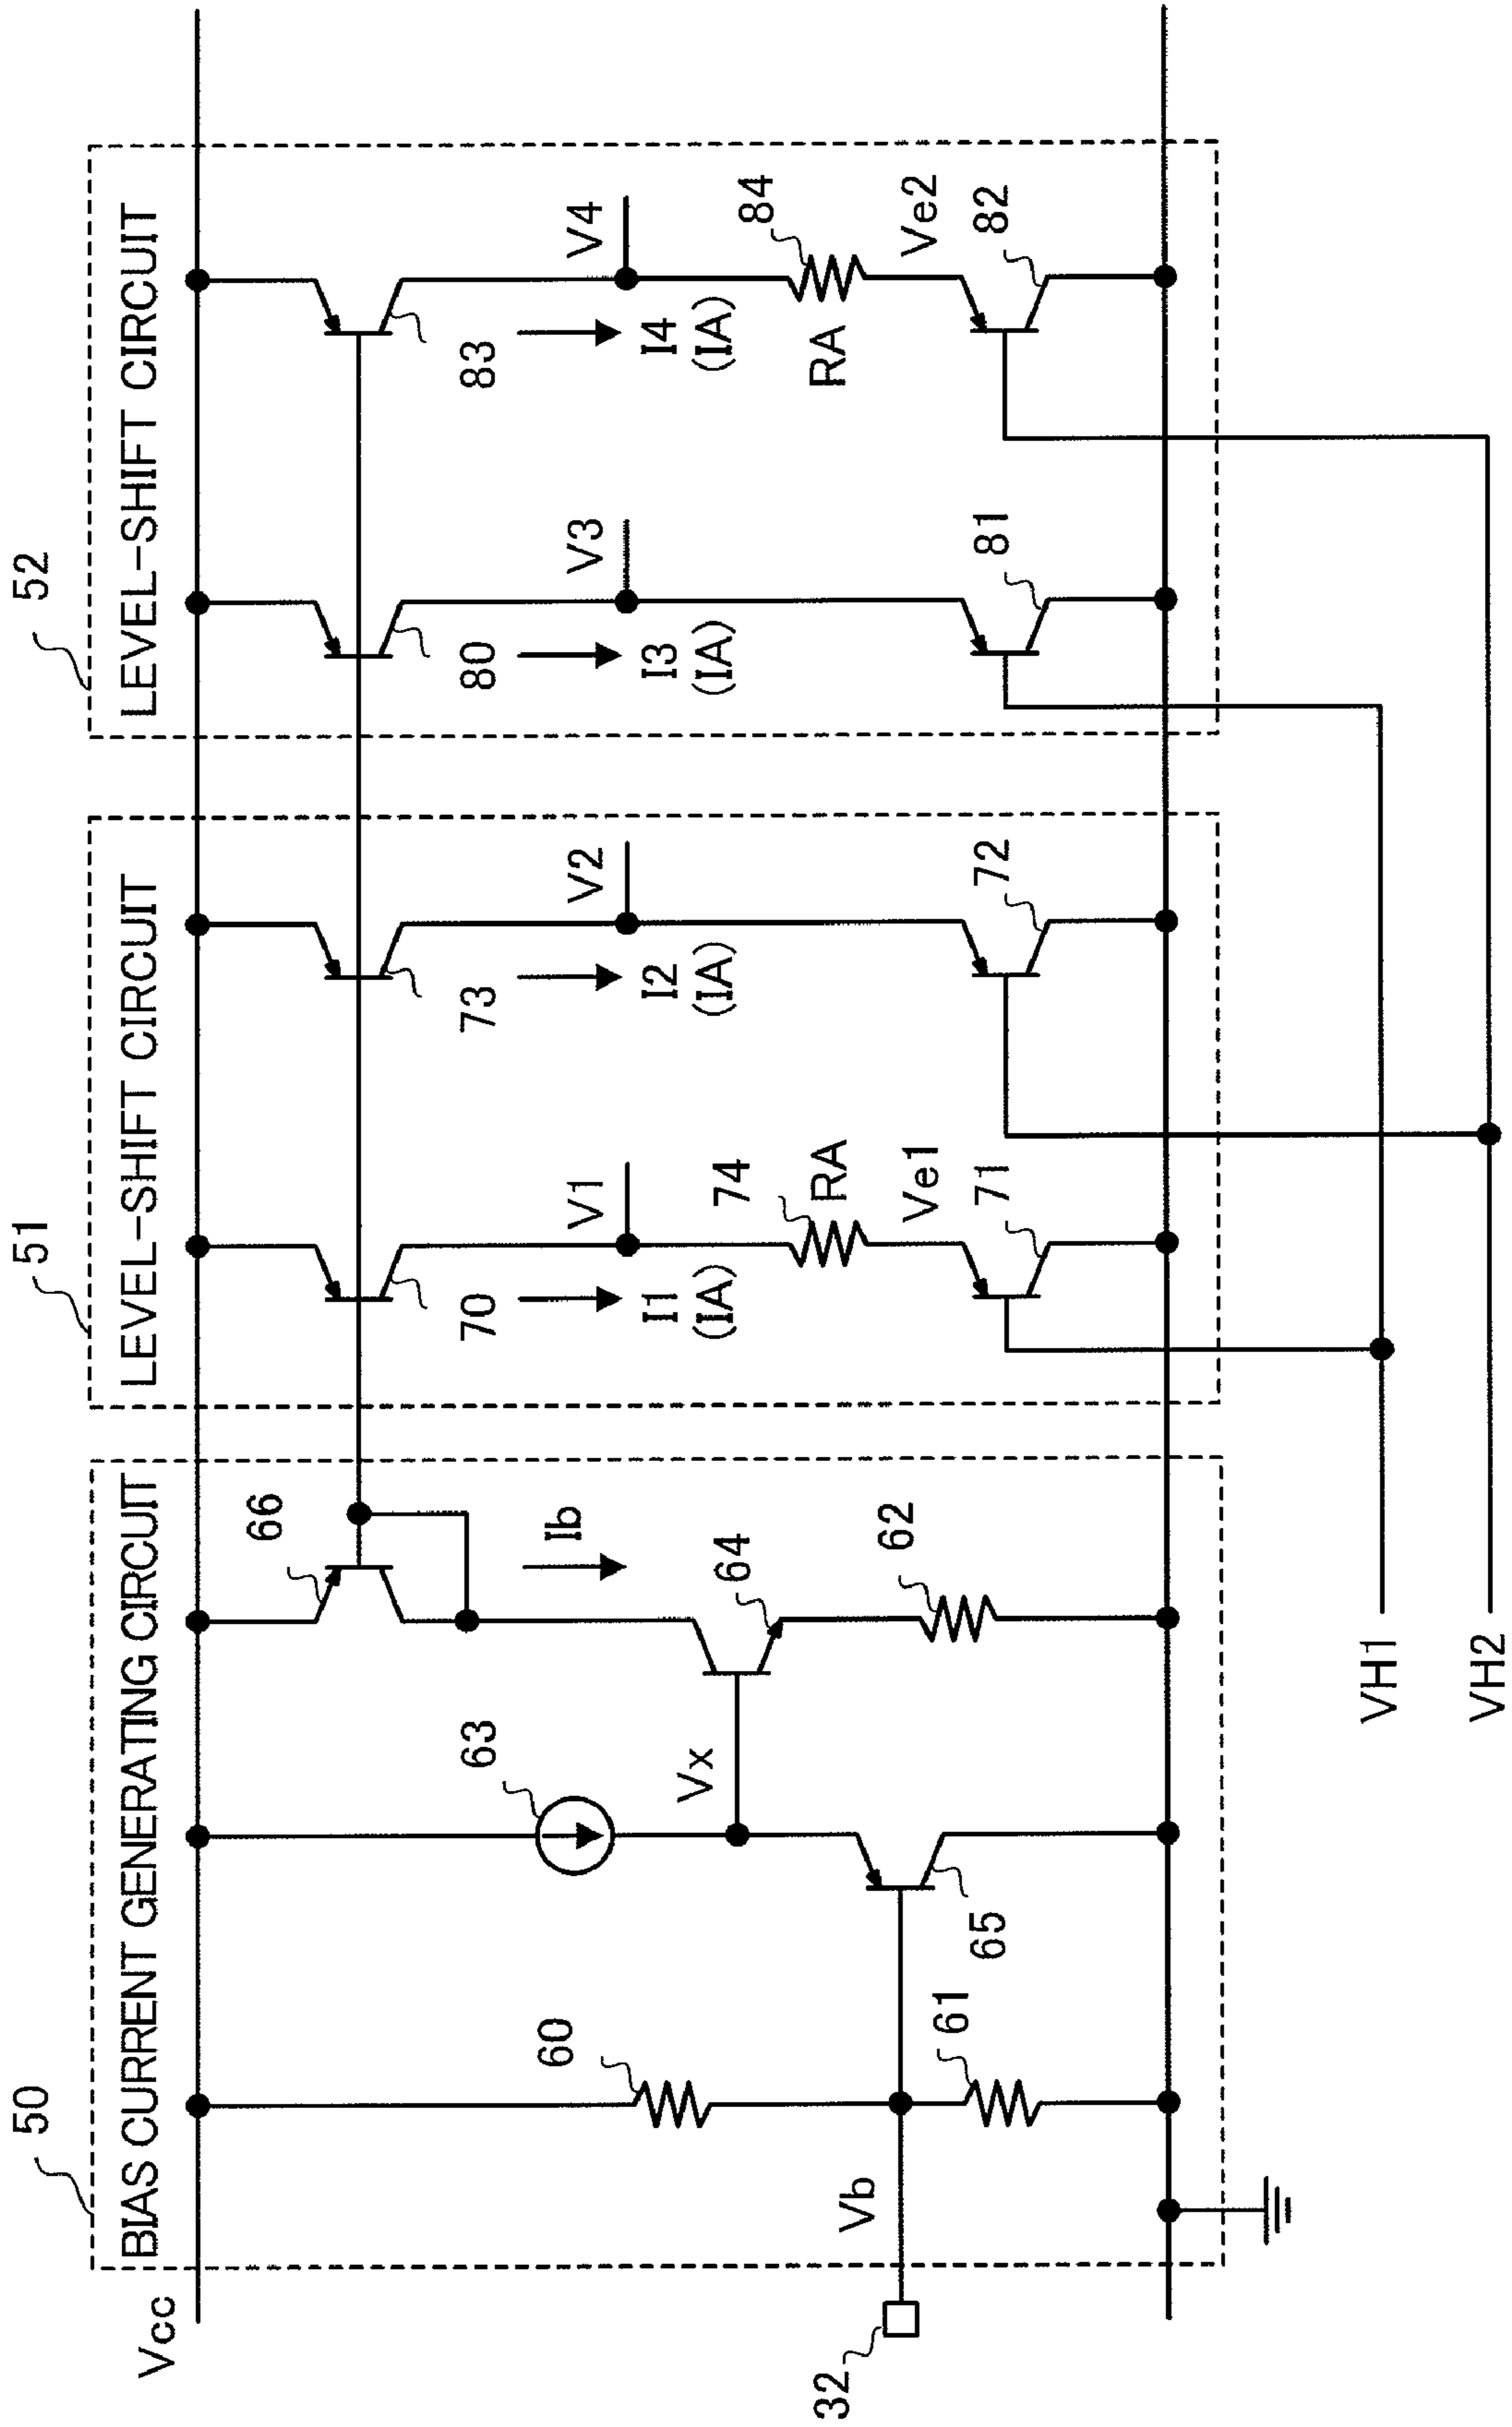 50
BIAS CURRENT GENERATING CIRCUIT
51
LEVEL-SHIFT CIRCUIT
52
LEVEL-SHIFT CIRCUIT
Vcc
66
Ib
60
63
64
Vx
62
65
61
Vb
32
70
I1
(IA)
V1
74
RA
Ve1
71
73
I2
(IA)
V2
72
80
I3
(IA)
V3
81
83
I4
(IA)
V4
84
RA
Ve2
82
VH1
VH2